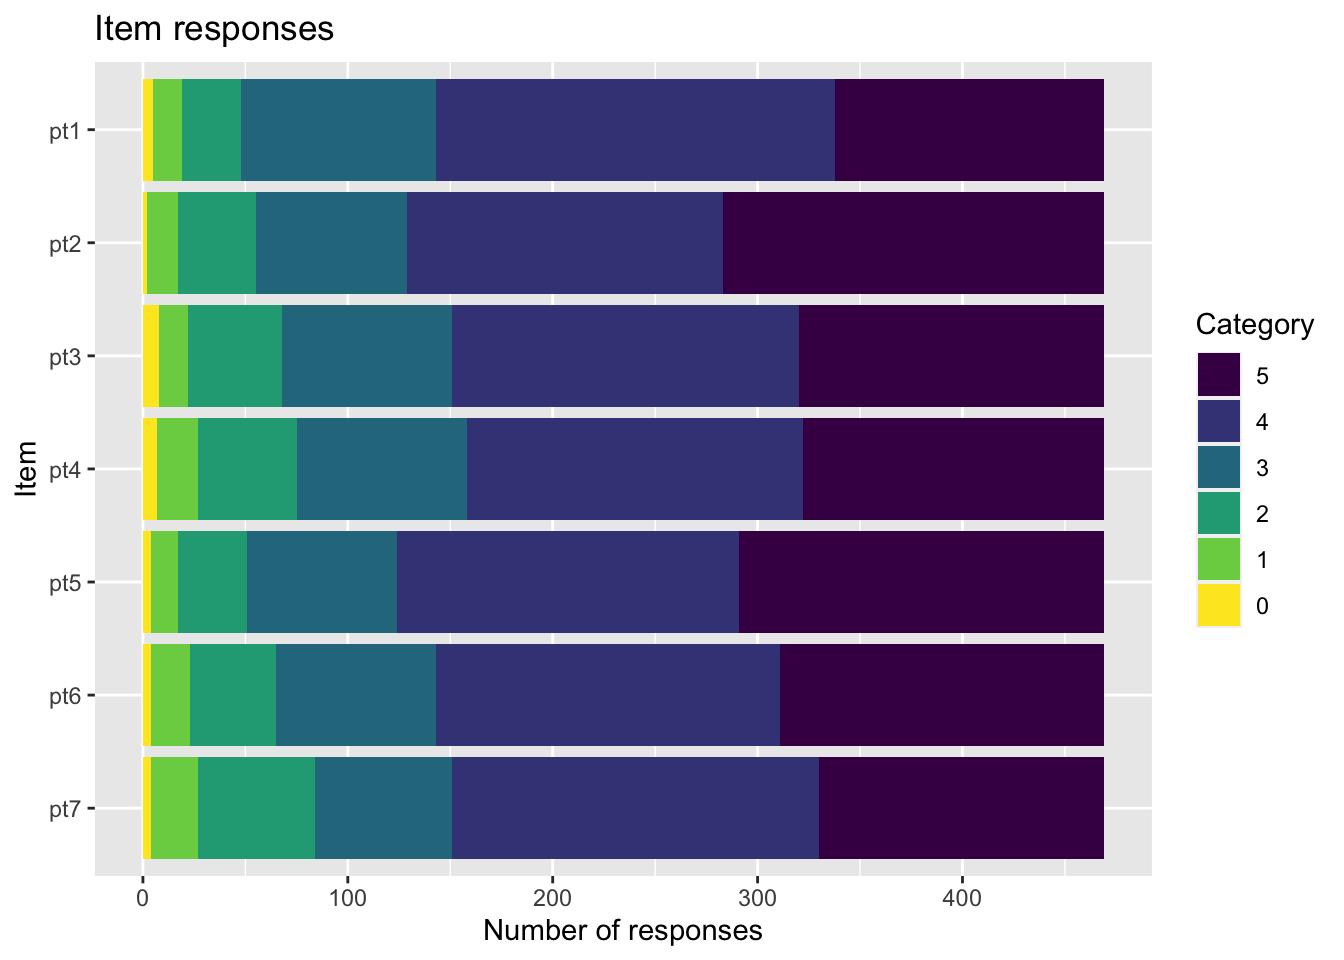 Item responses
pt1
pt2
pt3
pt4
pt5
pt6
pt7
Item
0 100 200 300 400
Number of responses
Category
5
4
3
2
1
0